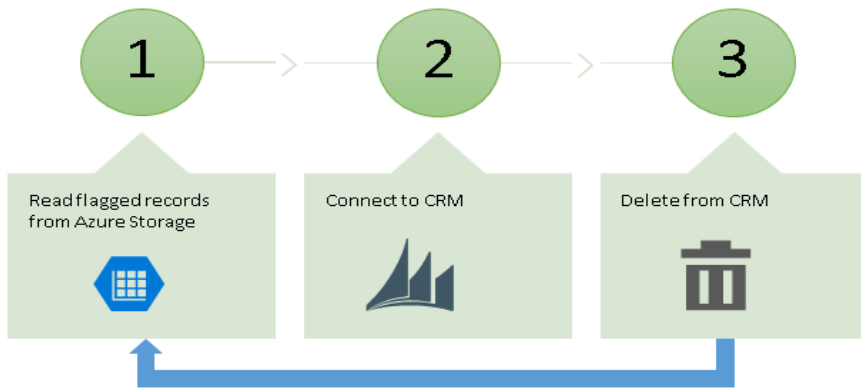 1
2
3
Read flagged records
from Azure Storage
Connect to CRM
Delete from CRM